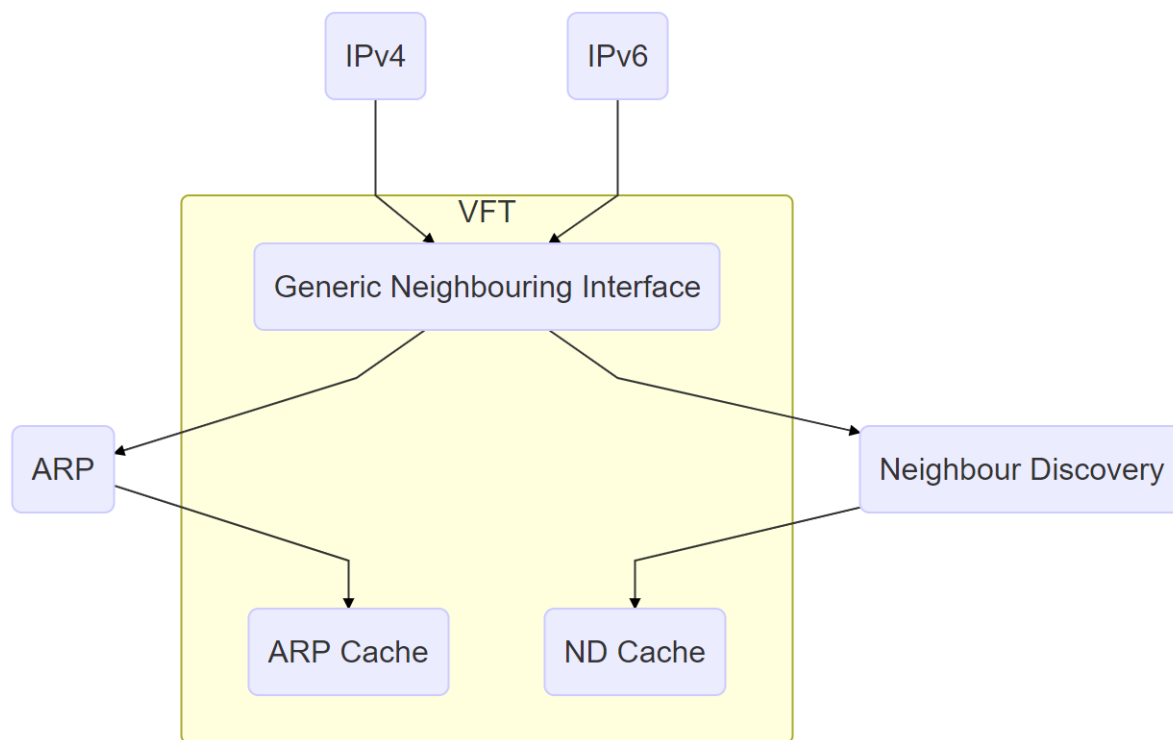 IPv4
IPv6
VFT
Generic Neighbouring Interface
ARP
Neighbour Discovery
ARP Cache
ND Cache